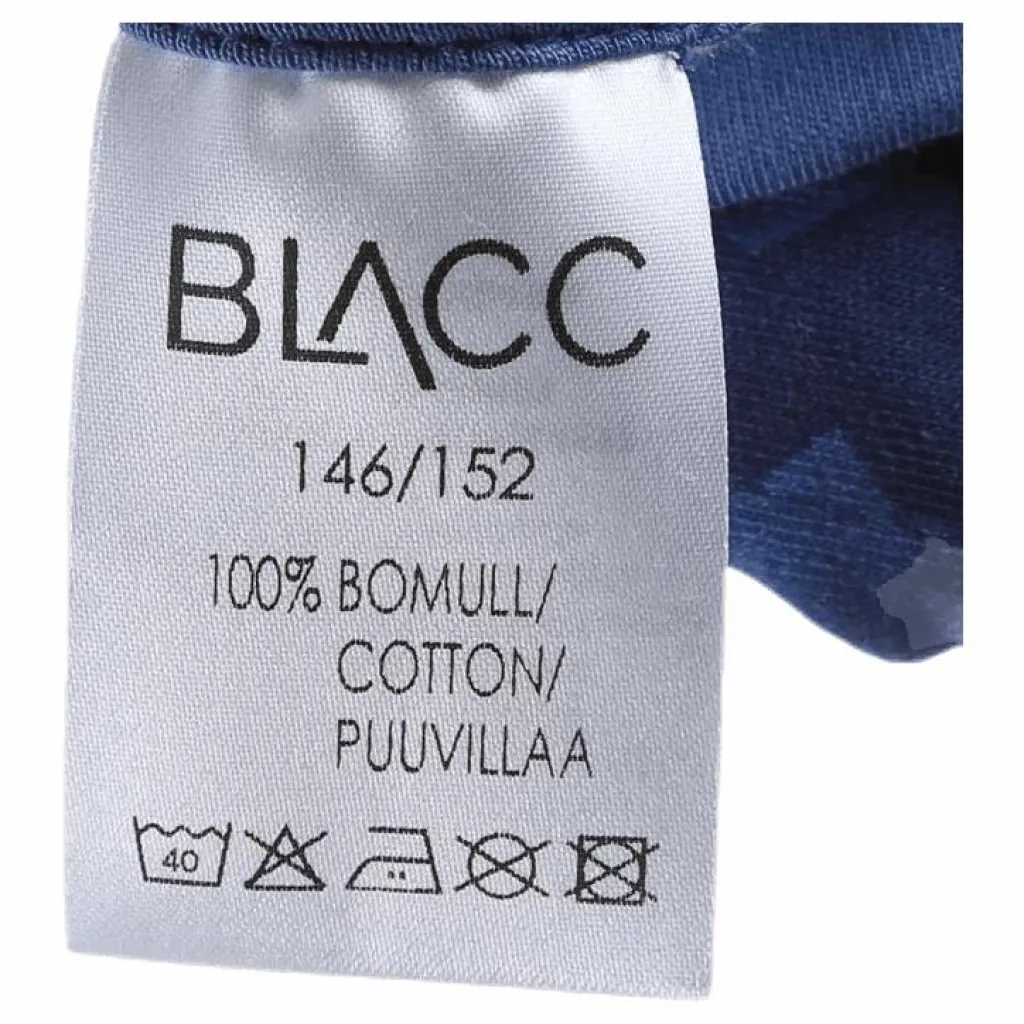 BLACC
146/152
100% BOMULL/
COTTON/
PUUVILLAA
40